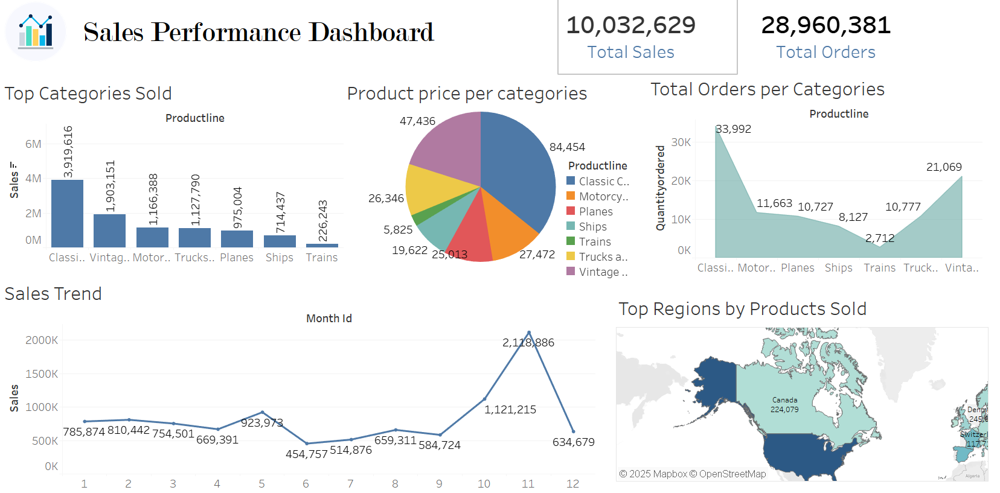 Sales Performance Dashboard
10,032,629
Total Sales
28,960,381
Total Orders
Top Categories Sold
Productline
Sales
6M
4M
2M
0M
3,919,616
1,903,151
1,166,388
1,127,790
975,004
714,437
226,243
Classi..
Vintag..
Motor..
Trucks..
Planes
Ships
Trains
Product price per categories
47,436
84,454
26,346
5,825
19,622
25,013
27,472
Productline
Classic C..
Motorcy..
Planes
Ships
Trains
Trucks a..
Vintage ..
Total Orders per Categories
Productline
Quantityordered
30K
20K
10K
0K
33,992
11,663
10,727
8,127
2,712
10,777
21,069
Classi..
Motor..
Planes
Ships
Trains
Truck..
Vinta..
Sales Trend
Month Id
Sales
2000K
1500K
1000K
500K
0K
785,874
810,442
754,501
669,391
923,973
454,757
514,876
659,311
584,724
1,121,215
2,118,886
634,679
1
2
3
4
5
6
7
8
9
10
11
12
Top Regions by Products Sold
Canada
224,079
Denm
245,6
Switzerl
117,71
Algeria
© 2025 Mapbox © OpenStreetMap